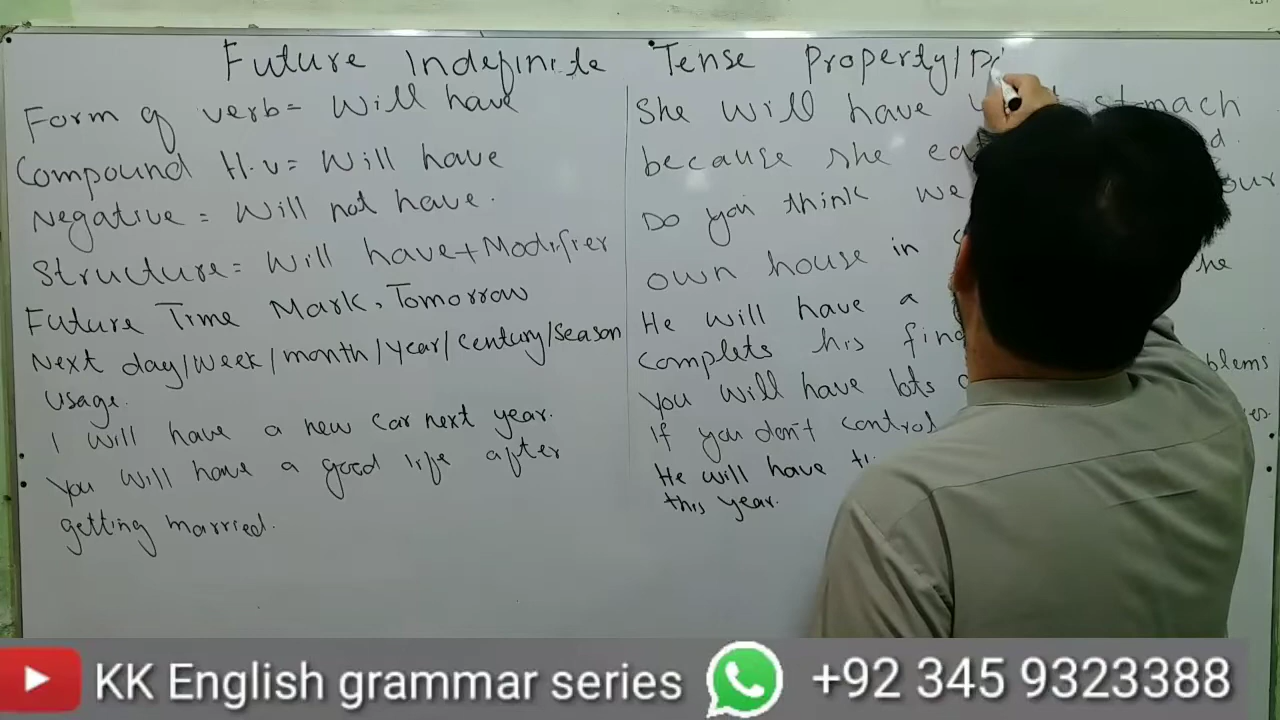 Future Indefinite Tense Property/
Form of verb = Will have
Compound H.v = Will have
Negative = Will not have.
Structure = Will have + Modifier
Future Time Mark, Tomorrow
Next day/week/month/year/century/season
Usage.
I will have a new car next year.
You will have a good life after
getting married.
She will have stomach
because she
Do you think we our
own house in
He will have a he
complets his
You will have lots
If you don't control
He will have
this year.
KK English grammar series +92 345 9323388